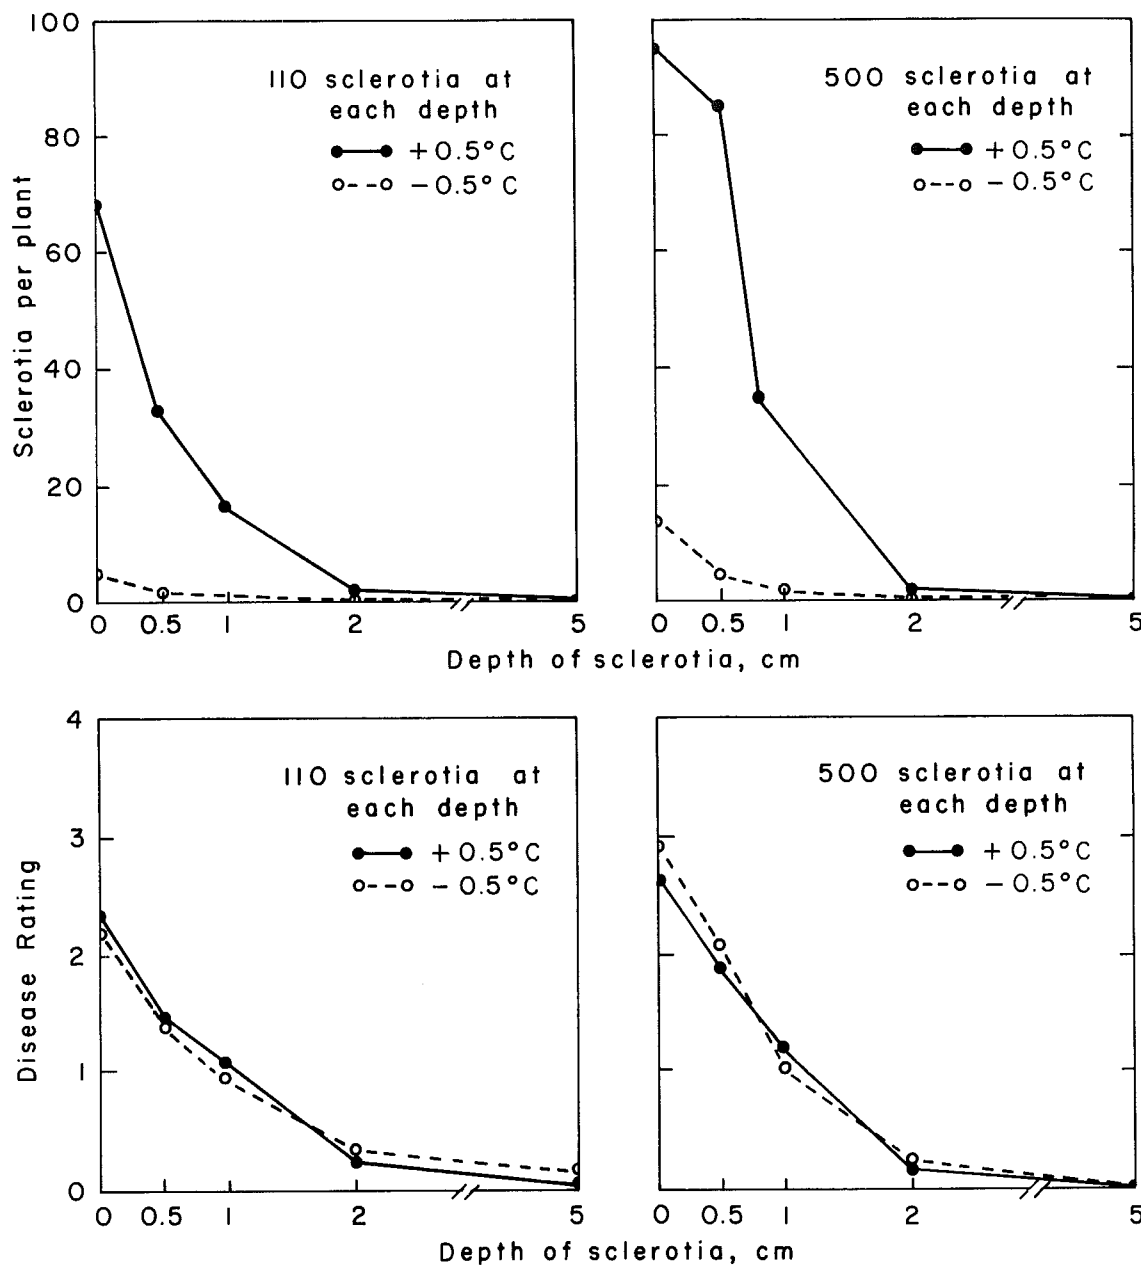 100
80
60
40
20
0
Sclerotia per plant
110 sclerotia at
each depth
+ 0.5°C
- 0.5°C
0 0.5 1 2 5
500 sclerotia at
each depth
+ 0.5°C
- 0.5°C
0 0.5 1 2 5
Depth of sclerotia, cm
4
3
2
1
0
Disease Rating
110 sclerotia at
each depth
+ 0.5°C
- 0.5°C
0 0.5 1 2 5
500 sclerotia at
each depth
+ 0.5°C
- 0.5°C
0 0.5 1 2 5
Depth of sclerotia, cm